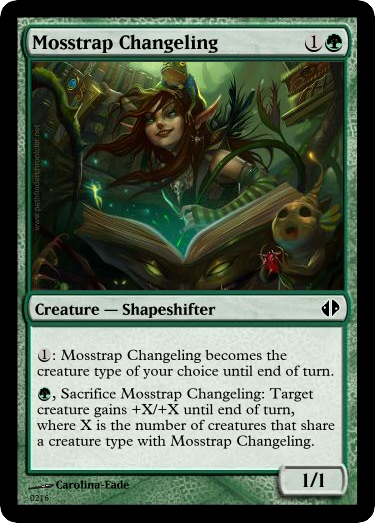 Mosstrap Changeling 1
Creature — Shapeshifter
1: Mosstrap Changeling becomes the
creature type of your choice until end of turn.
, Sacrifice Mosstrap Changeling: Target
creature gains +X/+X until end of turn,
where X is the number of creatures that share
a creature type with Mosstrap Changeling.
1/1
Carolina-Eade
0216